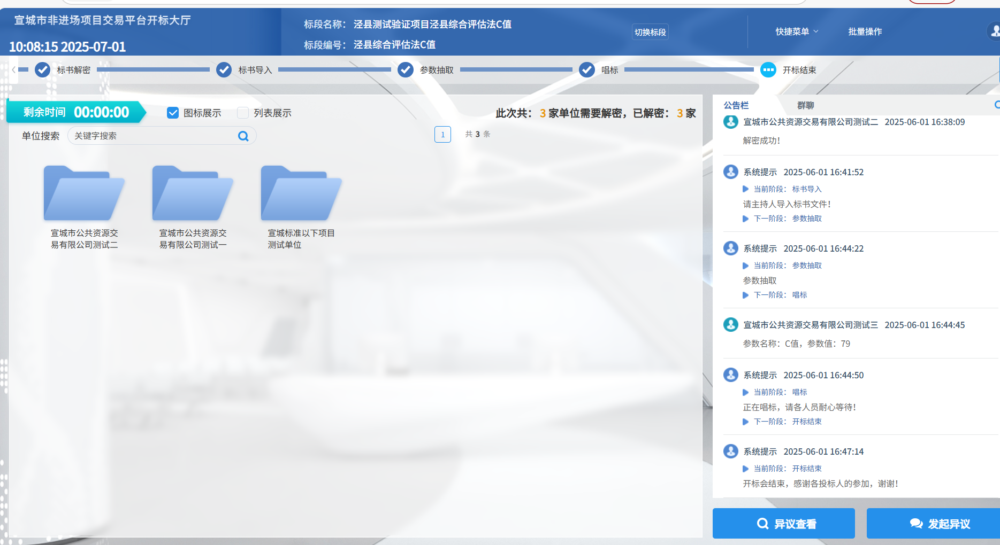 宣城市非进场项目交易平台开标大厅
10:08:15 2025-07-01
标段名称： 泾县测试验证项目泾县综合评估法C值
标段编号： 泾县综合评估法C值
切换标段
快捷菜单
批量操作
标书解密
标书导入
参数抽取
唱标
开标结束
剩余时间 00:00:00
图标展示
列表展示
此次共： 3 家单位需要解密，已解密： 3 家
单位搜索
关键字搜索
1
共 3 条
宣城市公共资源交
易有限公司测试二
宣城市公共资源交
易有限公司测试一
宣城标准以下项目
测试单位
公告栏
群聊
宣城市公共资源交易有限公司测试二 2025-06-01 16:38:09
解密成功！
系统提示 2025-06-01 16:41:52
当前阶段： 标书导入
请主持人导入标书文件！
下一阶段： 参数抽取
系统提示 2025-06-01 16:44:22
当前阶段： 参数抽取
参数抽取
下一阶段： 唱标
宣城市公共资源交易有限公司测试三 2025-06-01 16:44:45
参数名称：C值，参数值：79
系统提示 2025-06-01 16:44:50
当前阶段： 唱标
正在唱标，请各人员耐心等待！
下一阶段： 开标结束
系统提示 2025-06-01 16:47:14
当前阶段： 开标结束
开标会结束，感谢各投标人的参加，谢谢！
异议查看
发起异议